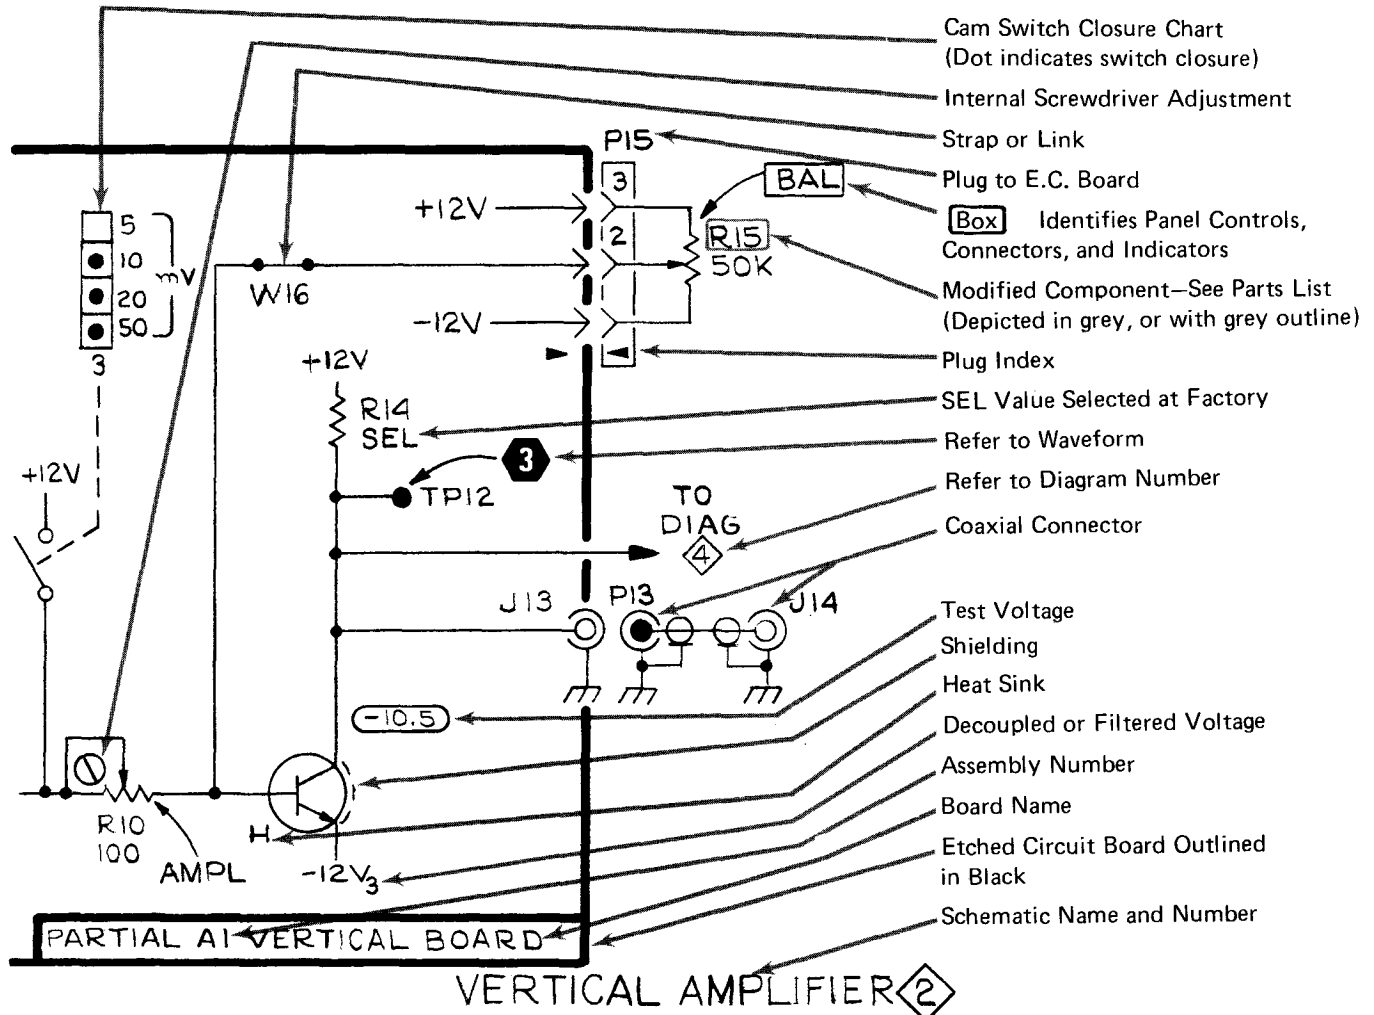 Cam Switch Closure Chart
(Dot indicates switch closure)
Internal Screwdriver Adjustment
Strap or Link
Plug to E.C. Board
Box Identifies Panel Controls,
Connectors, and Indicators
Modified Component—See Parts List
(Depicted in grey, or with grey outline)
Plug Index
SEL Value Selected at Factory
Refer to Waveform
Refer to Diagram Number
Coaxial Connector
Test Voltage
Shielding
Heat Sink
Decoupled or Filtered Voltage
Assembly Number
Board Name
Etched Circuit Board Outlined
in Black
Schematic Name and Number
P15
3
BAL
+12V
2
R15
50K
-12V
5
10
20
50
mV
3
W16
+12V
R14
SEL
3
TP12
+12V
TO
DIAG
4
J13
P13
J14
-10.5
R10
100
AMPL
H
-12V3
PARTIAL A1 VERTICAL BOARD
VERTICAL AMPLIFIER 2